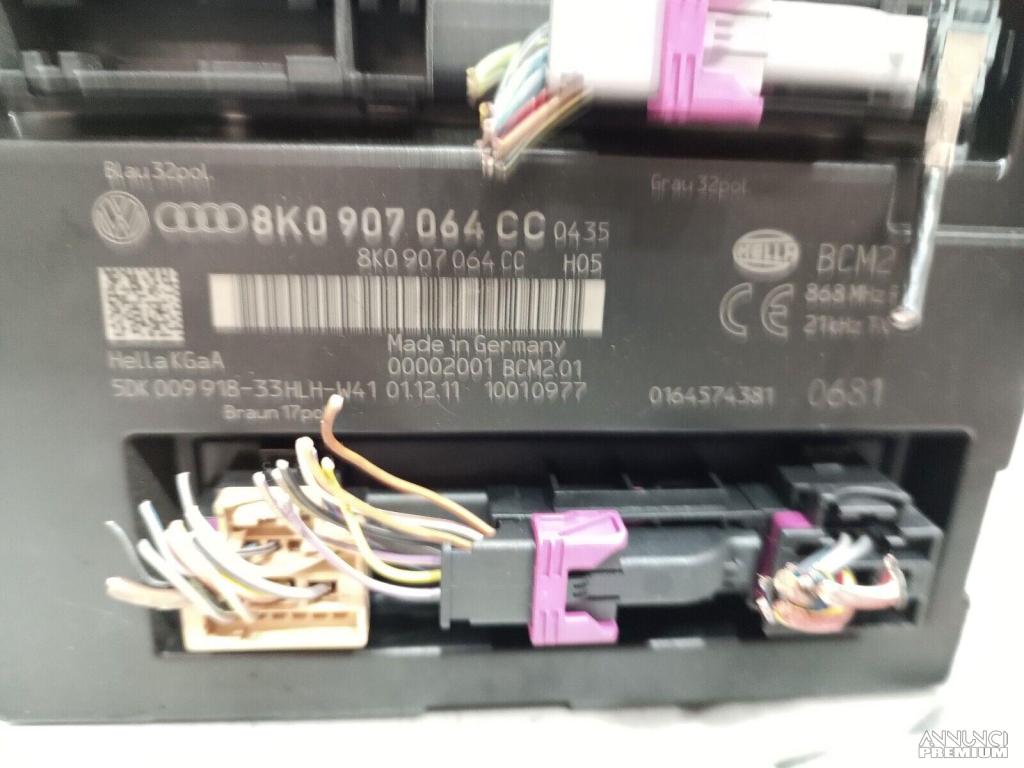 Blau 32pol.
Grau 32pol.
8K0 907 064 CC 0435
8K0 907 064 CC H05
HELLA BCM2
868 MHz
21kHz TX
Made in Germany
Hella KGaA
00002001 BCM2.01
5DK 009 918-33 HLH-W41 01.12.11 10010977
0164574381 0681
Braun 17pol
ANNUNCI
PREMIUM